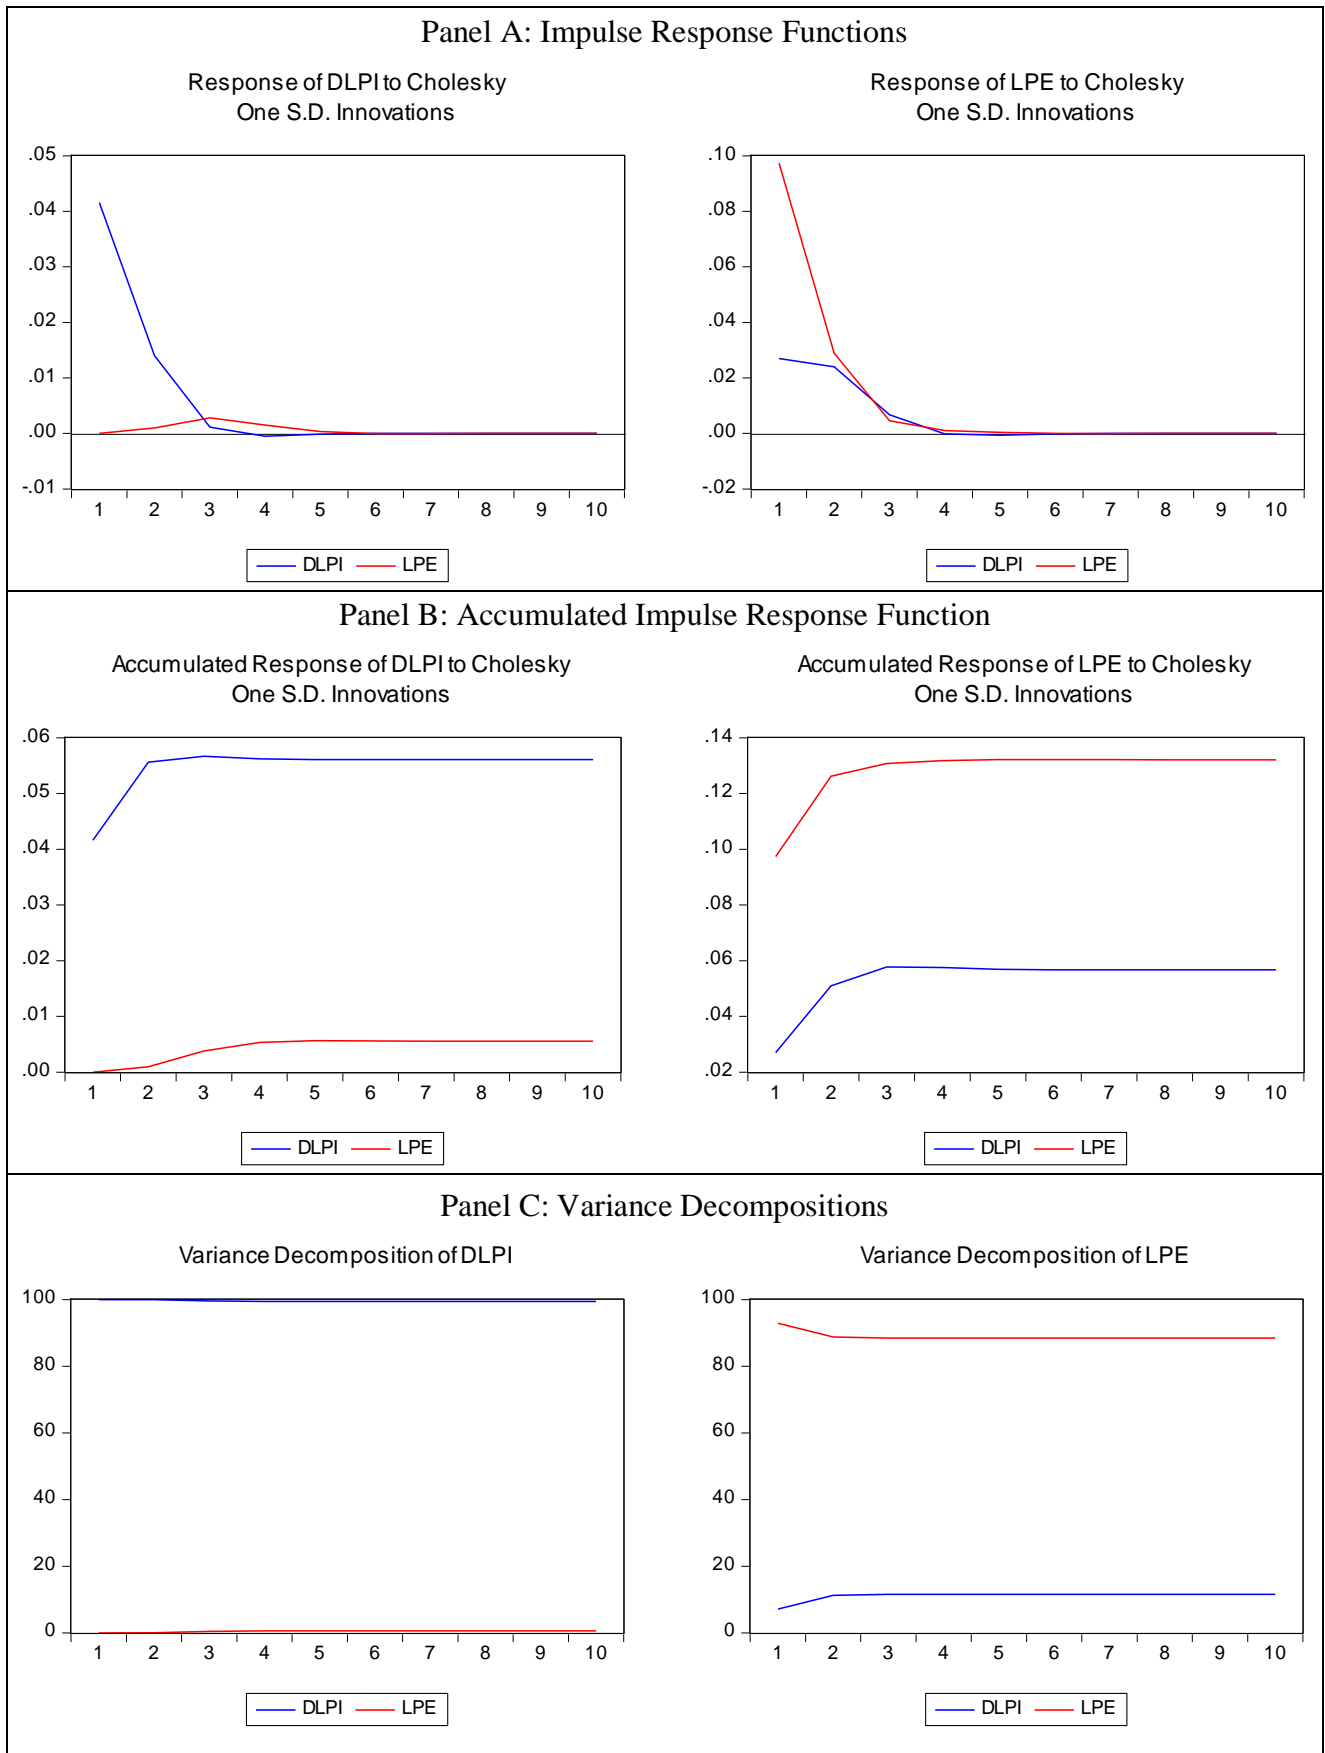 Panel A: Impulse Response Functions
Response of DLPI to Cholesky
One S.D. Innovations
.05
.04
.03
.02
.01
.00
-.01
1 2 3 4 5 6 7 8 9 10
DLPI LPE
Response of LPE to Cholesky
One S.D. Innovations
.10
.08
.06
.04
.02
.00
-.02
1 2 3 4 5 6 7 8 9 10
DLPI LPE
Panel B: Accumulated Impulse Response Function
Accumulated Response of DLPI to Cholesky
One S.D. Innovations
.06
.05
.04
.03
.02
.01
.00
1 2 3 4 5 6 7 8 9 10
DLPI LPE
Accumulated Response of LPE to Cholesky
One S.D. Innovations
.14
.12
.10
.08
.06
.04
.02
1 2 3 4 5 6 7 8 9 10
DLPI LPE
Panel C: Variance Decompositions
Variance Decomposition of DLPI
100
80
60
40
20
0
1 2 3 4 5 6 7 8 9 10
DLPI LPE
Variance Decomposition of LPE
100
80
60
40
20
0
1 2 3 4 5 6 7 8 9 10
DLPI LPE